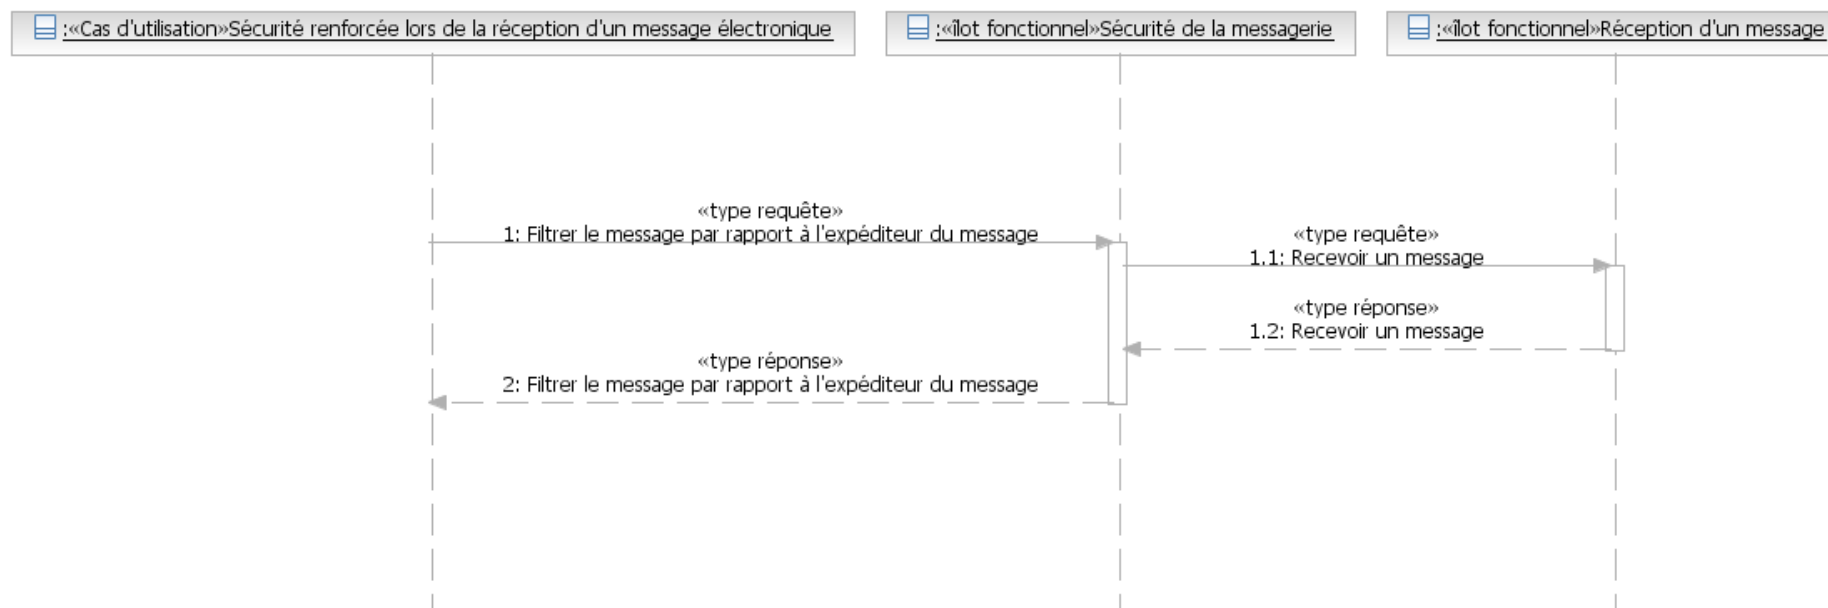 :«Cas d'utilisation»Sécurité renforcée lors de la réception d'un message électronique
:«îlot fonctionnel»Sécurité de la messagerie
:«îlot fonctionnel»Réception d'un message
«type requête»
1: Filtrer le message par rapport à l'expéditeur du message
«type requête»
1.1: Recevoir un message
«type réponse»
1.2: Recevoir un message
«type réponse»
2: Filtrer le message par rapport à l'expéditeur du message